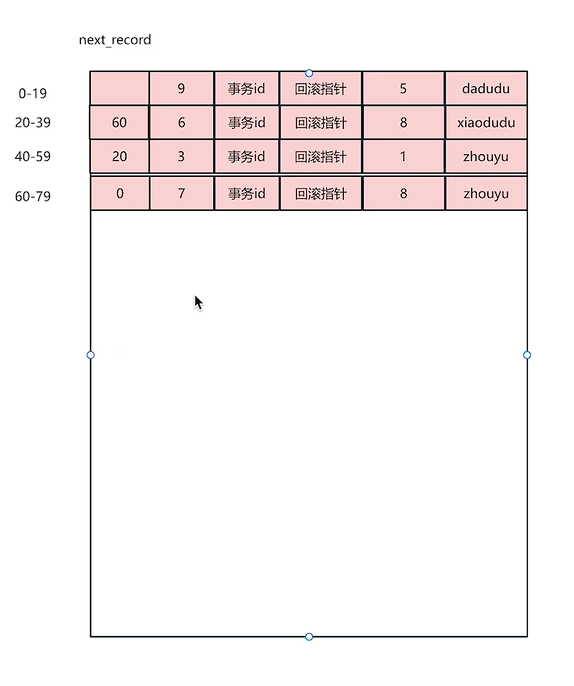 next_record
0-19 9 事务id 回滚指针 5 dadudu
20-39 60 6 事务id 回滚指针 8 xiaodudu
40-59 20 3 事务id 回滚指针 1 zhouyu
60-79 0 7 事务id 回滚指针 8 zhouyu